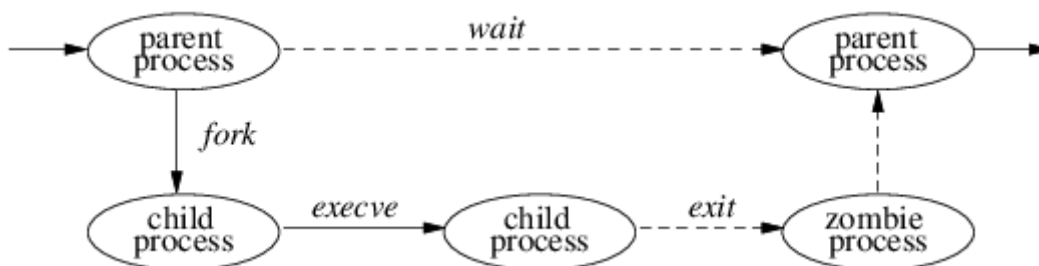 parent
process
wait
parent
process
fork
child
process
execve
child
process
exit
zombie
process